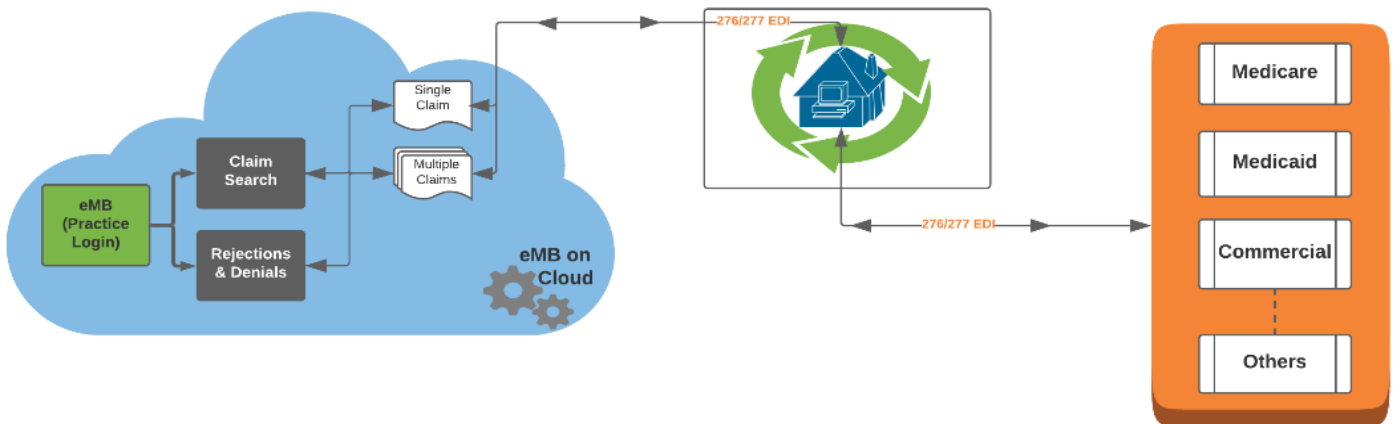 eMB
(Practice
Login)
Claim
Search
Rejections
& Denials
Single
Claim
Multiple
Claims
eMB on
Cloud
276/277 EDI
276/277 EDI
Medicare
Medicaid
Commercial
Others